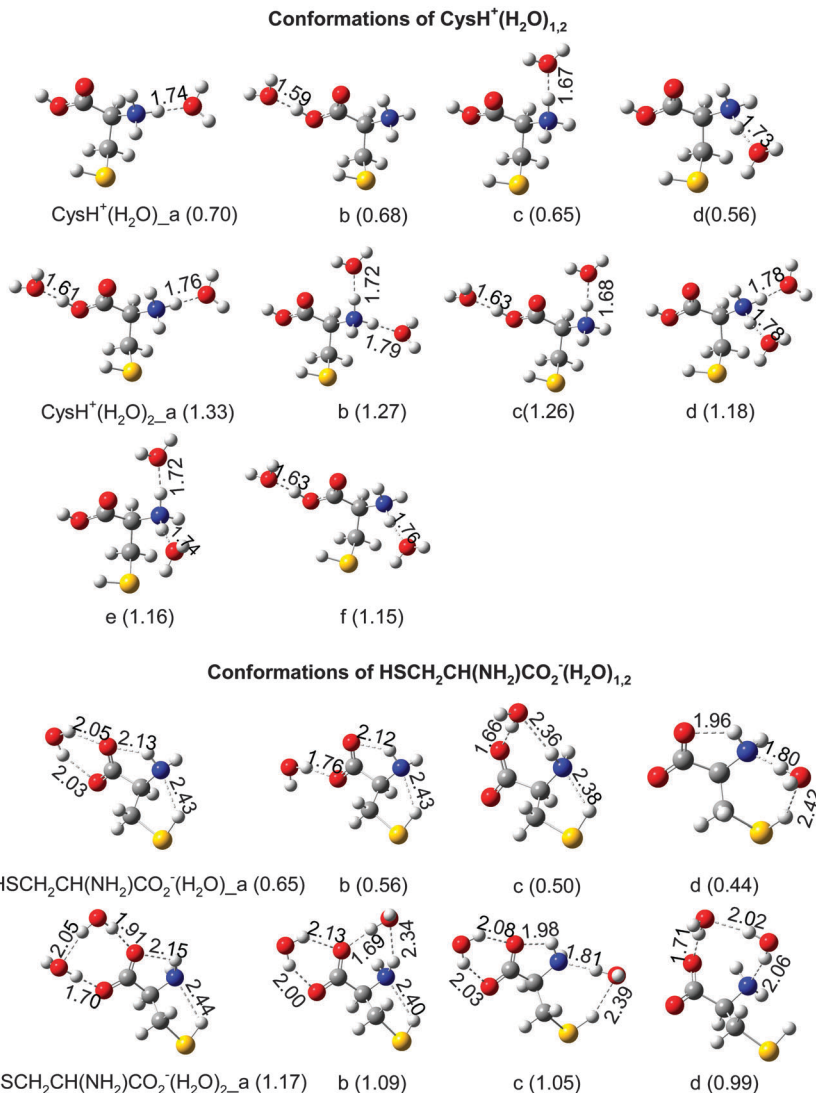 Conformations of CysH⁺(H₂O)₁,₂
1.74
1.59
1.67
1.73
CysH⁺(H₂O)_a (0.70)
b (0.68)
c (0.65)
d(0.56)
1.61
1.76
1.72
1.79
1.63
1.68
1.78
1.78
CysH⁺(H₂O)₂_a (1.33)
b (1.27)
c(1.26)
d (1.18)
1.72
1.74
1.63
1.76
e (1.16)
f (1.15)
Conformations of HSCH₂CH(NH₂)CO₂⁻(H₂O)₁,₂
2.05
2.13
2.03
2.43
2.12
1.76
2.43
1.66
2.36
2.38
1.96
1.80
2.42
HSCH₂CH(NH₂)CO₂⁻(H₂O)_a (0.65)
b (0.56)
c (0.50)
d (0.44)
2.05
1.91
2.15
1.70
2.44
2.13
1.69
2.34
2.00
2.40
2.08
1.98
1.81
2.03
2.39
1.71
2.02
2.06
SCH₂CH(NH₂)CO₂⁻(H₂O)₂_a (1.17)
b (1.09)
c (1.05)
d (0.99)